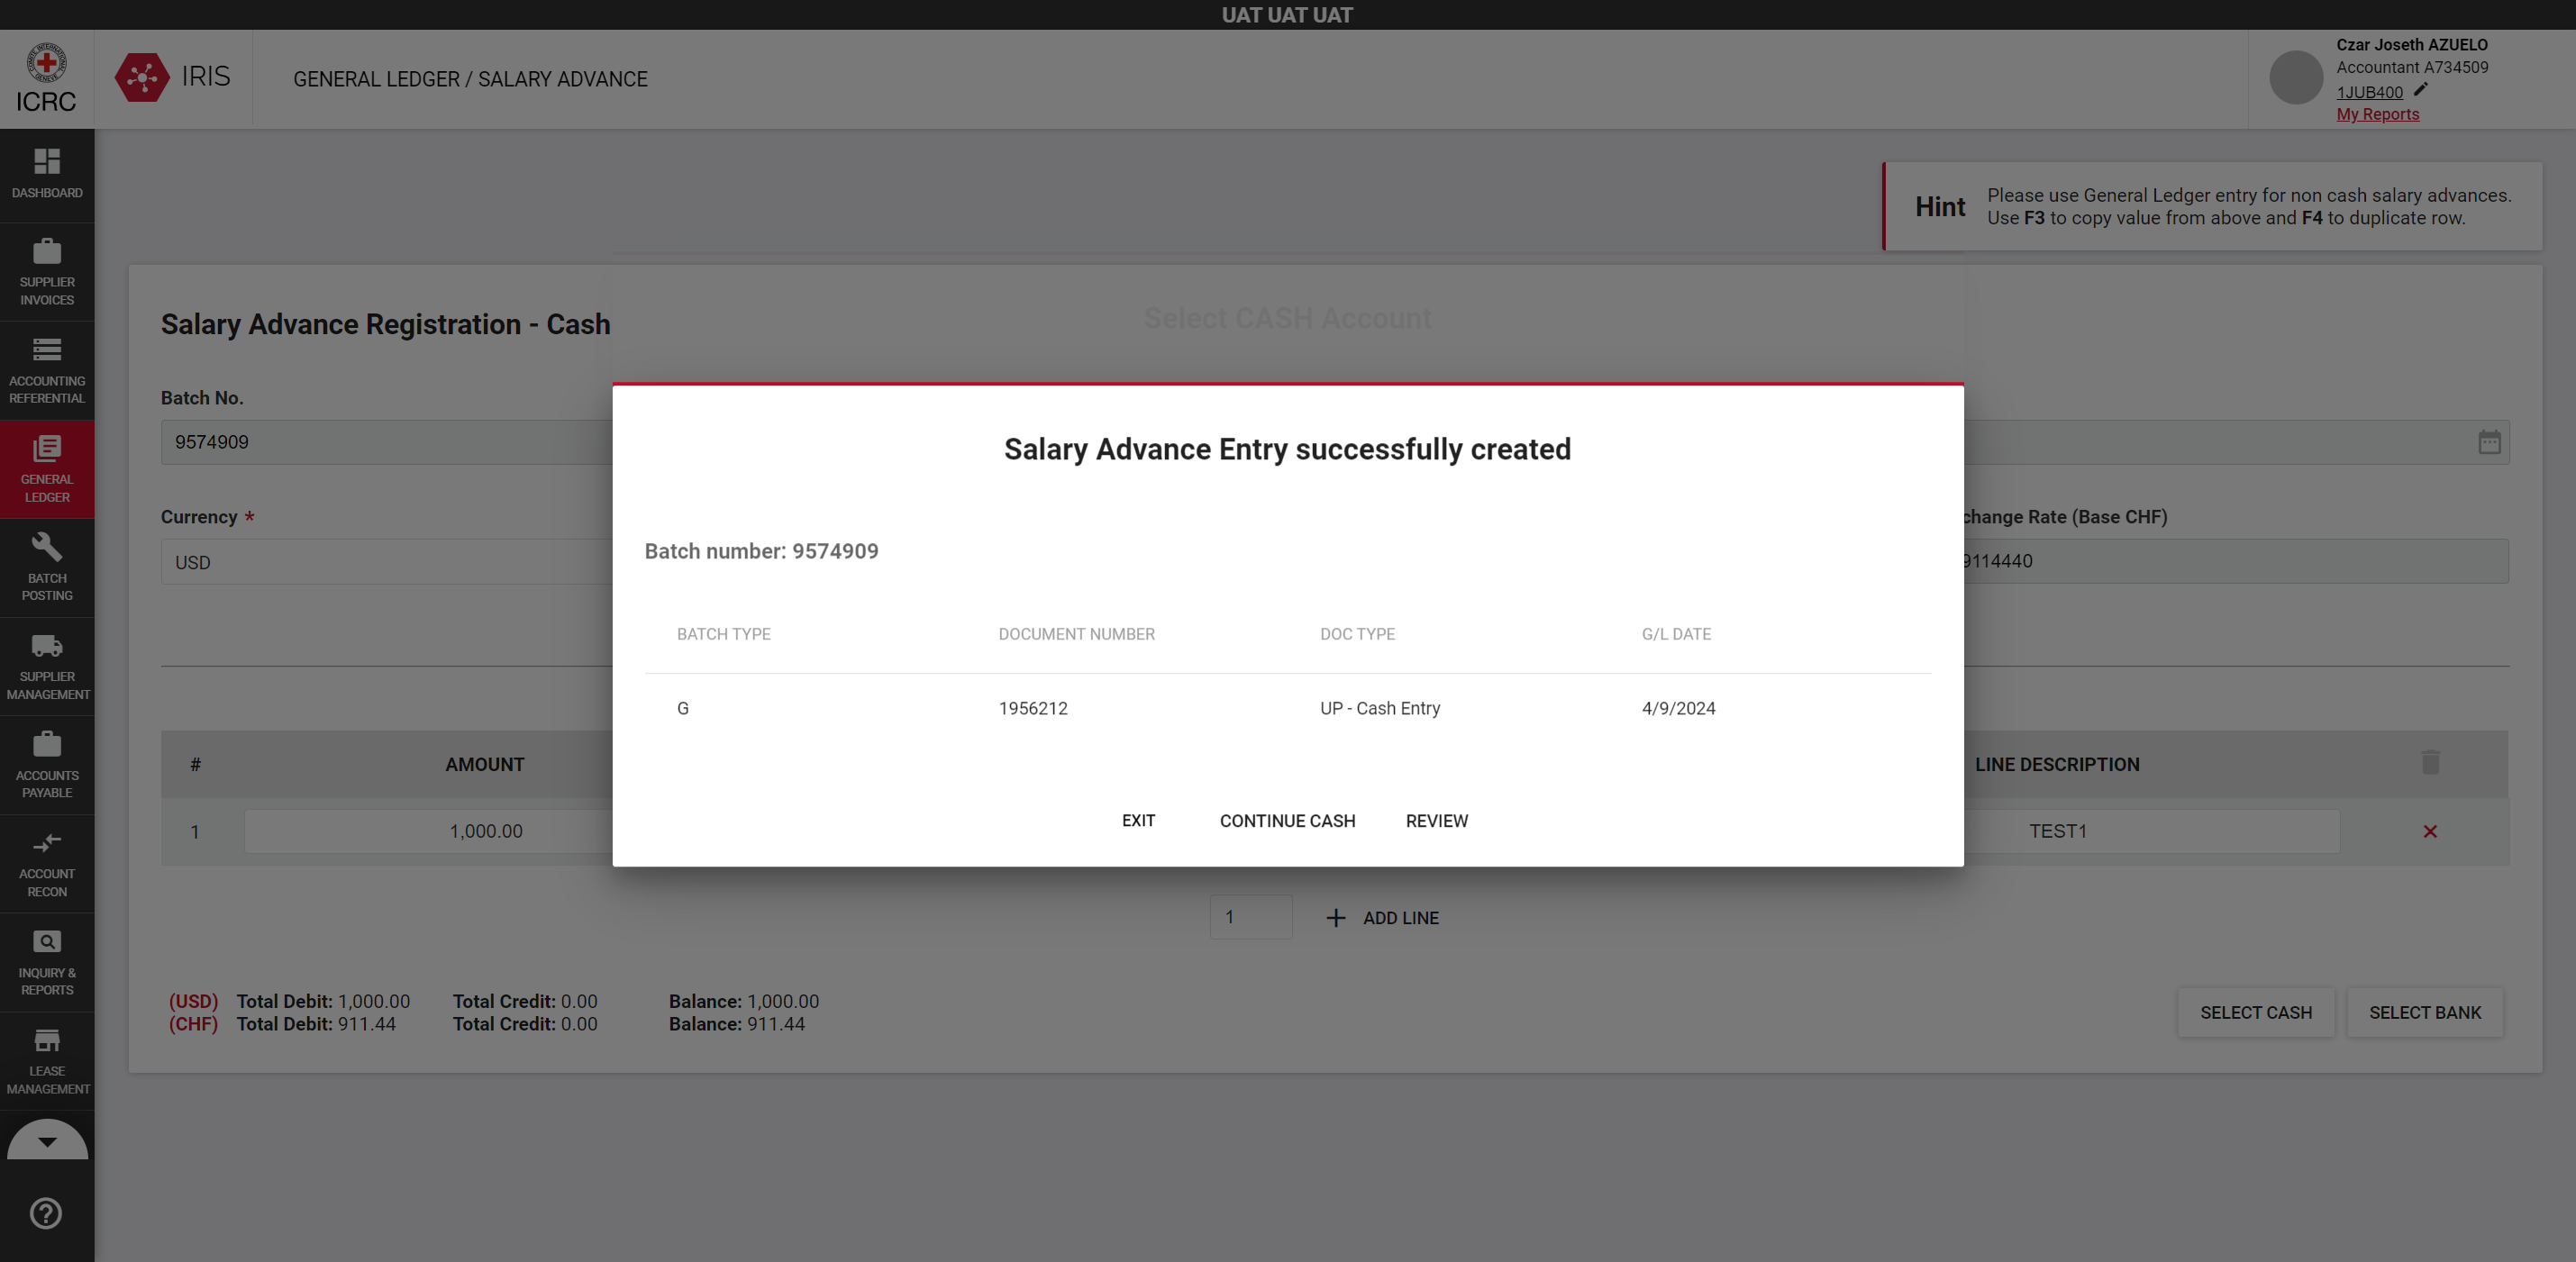 UAT UAT UAT
ICRC
IRIS
GENERAL LEDGER / SALARY ADVANCE
Czar Joseth AZUELO
Accountant A734509
1JUB400
My Reports
DASHBOARD
SUPPLIER
INVOICES
ACCOUNTING
REFERENTIAL
GENERAL
LEDGER
BATCH
POSTING
SUPPLIER
MANAGEMENT
ACCOUNTS
PAYABLE
ACCOUNT
RECON
INQUIRY &
REPORTS
LEASE
MANAGEMENT
Hint
Please use General Ledger entry for non cash salary advances.
Use F3 to copy value from above and F4 to duplicate row.
Salary Advance Registration - Cash
Select CASH Account
Batch No.
9574909
Currency *
USD
change Rate (Base CHF)
9114440
Salary Advance Entry successfully created
Batch number: 9574909
BATCH TYPE DOCUMENT NUMBER DOC TYPE G/L DATE
G 1956212 UP - Cash Entry 4/9/2024
EXIT CONTINUE CASH REVIEW
# AMOUNT LINE DESCRIPTION
1 1,000.00 TEST1
1 ADD LINE
(USD) Total Debit: 1,000.00 Total Credit: 0.00 Balance: 1,000.00
(CHF) Total Debit: 911.44 Total Credit: 0.00 Balance: 911.44
SELECT CASH SELECT BANK